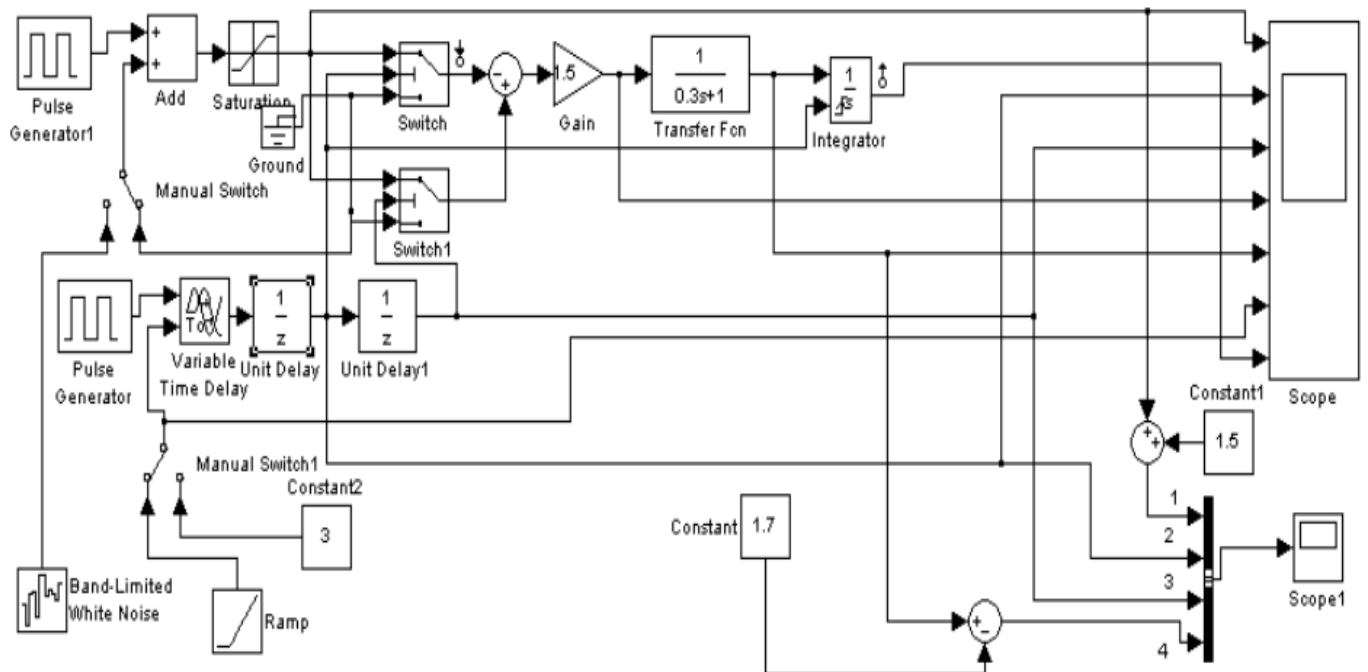 Pulse
Generator1
+
+
Add
Saturation
Ground
Switch
Switch1
-
+
1.5
Gain
1
0.3s+1
Transfer Fcn
1
s
Integrator
Manual Switch
Pulse
Generator
Variable
Time Delay
1
z
Unit Delay
1
z
Unit Delay1
Scope
Constant1
1.5
+
+
Manual Switch1
Constant2
3
Constant
1.7
Band-Limited
White Noise
Ramp
1
2
3
4
+
-
Scope1